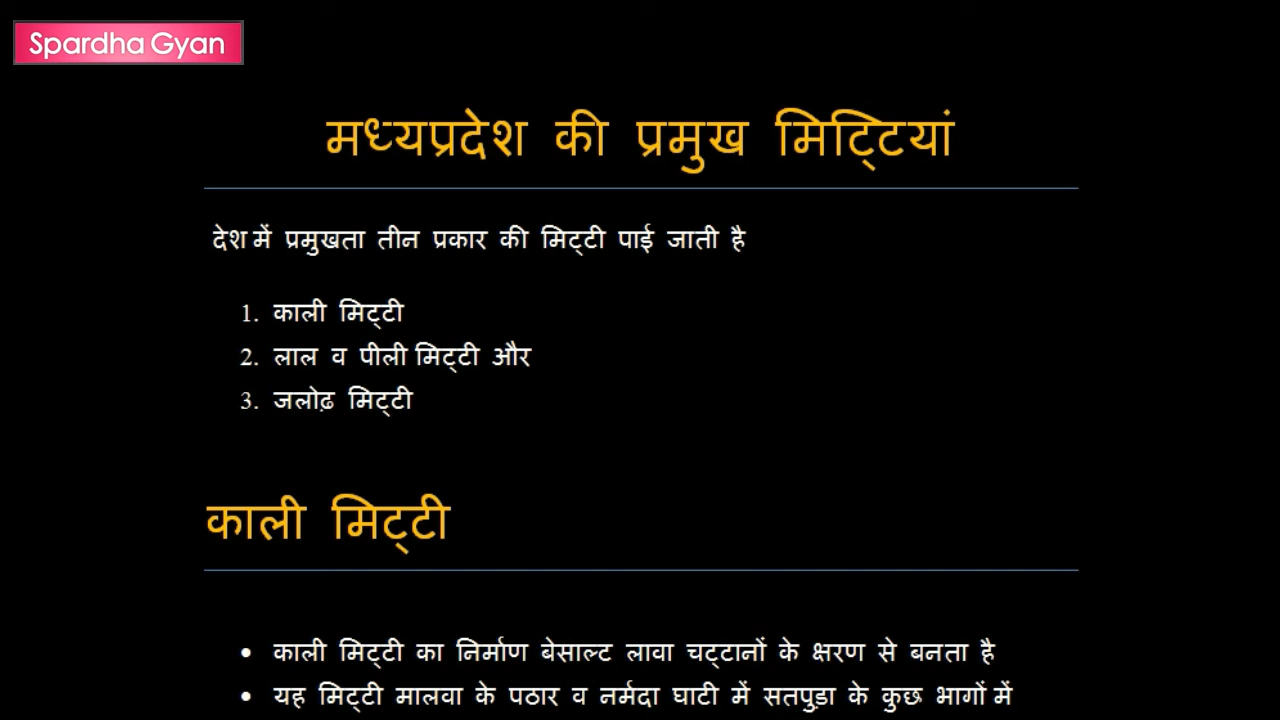 Spardha Gyan
मध्यप्रदेश की प्रमुख मिट्टियां
देश में प्रमुखता तीन प्रकार की मिट्टी पाई जाती है
1. काली मिट्टी
2. लाल व पीली मिट्टी और
3. जलोढ़ मिट्टी
काली मिट्टी
• काली मिट्टी का निर्माण बेसाल्ट लावा चट्टानों के क्षरण से बनता है
• यह मिट्टी मालवा के पठार व नर्मदा घाटी में सतपुड़ा के कुछ भागों में